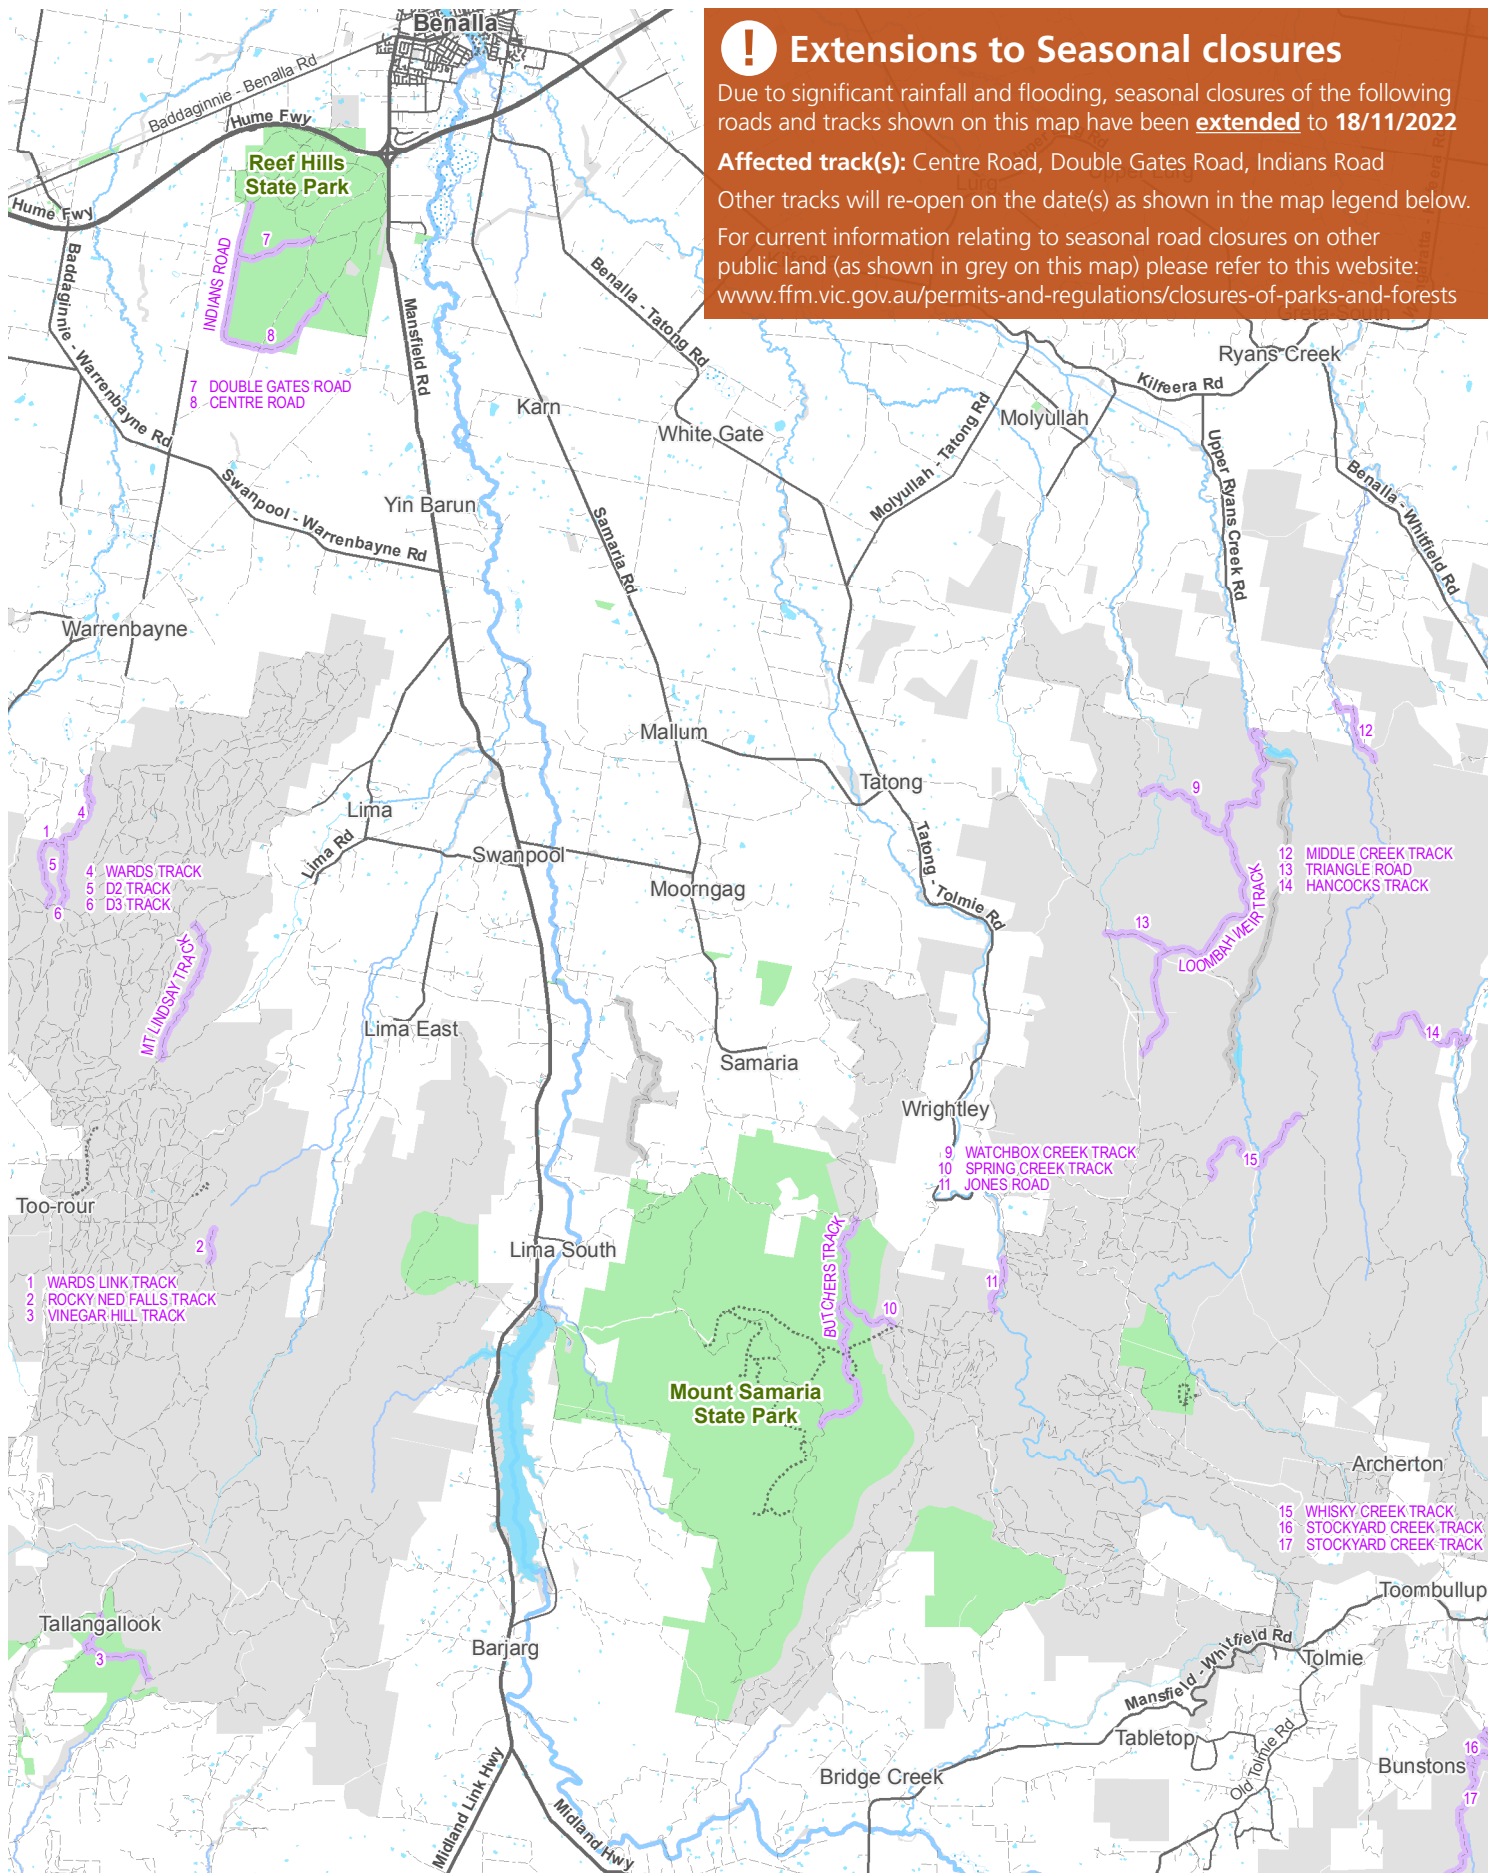 Benalla
! Extensions to Seasonal closures
Due to significant rainfall and flooding, seasonal closures of the following
roads and tracks shown on this map have been extended to 18/11/2022
Affected track(s): Centre Road, Double Gates Road, Indians Road
Other tracks will re-open on the date(s) as shown in the map legend below.
For current information relating to seasonal road closures on other
public land (as shown in grey on this map) please refer to this website:
www.ffm.vic.gov.au/permits-and-regulations/closures-of-parks-and-forests
Greta-South
Baddaginnie - Benalla Rd
Hume Fwy
Reef Hills
State Park
Hume Fwy
Baddaginnie - Warrenbayne Rd
INDIANS ROAD
7
8
7 DOUBLE GATES ROAD
8 CENTRE ROAD
Mansfield Rd
Benalla - Tatong Rd
Ryans Creek
Kilfeera Rd
Karn
White Gate
Molyullah
Molyullah - Tatong Rd
Upper Ryans Creek Rd
Benalla - Whitfield Rd
Swanpool - Warrenbayne Rd
Yin Barun
Samaria Rd
Warrenbayne
Mallum
Tatong
12
9
Lima
Lima Rd
Swanpool
Moorngag
Tatong - Tolmie Rd
4
1
5
6
4 WARDS TRACK
5 D2 TRACK
6 D3 TRACK
MT LINDSAY TRACK
12 MIDDLE CREEK TRACK
13 TRIANGLE ROAD
14 HANCOCKS TRACK
13
LOOMBAH WEIR TRACK
14
Lima East
Samaria
Wrightley
9 WATCHBOX CREEK TRACK
10 SPRING CREEK TRACK
11 JONES ROAD
15
Too-rour
2
1 WARDS LINK TRACK
2 ROCKY NED FALLS TRACK
3 VINEGAR HILL TRACK
Lima South
BUTCHERS TRACK
10
11
Mount Samaria
State Park
Archerton
15 WHISKY CREEK TRACK
16 STOCKYARD CREEK TRACK
17 STOCKYARD CREEK TRACK
Toombullup
Tallangallook
3
Barjarg
Mansfield - Whitfield Rd
Tolmie
Tabletop
Old Tolmie Rd
Bridge Creek
Bunstons
16
17
Midland Link Hwy
Midland Hwy